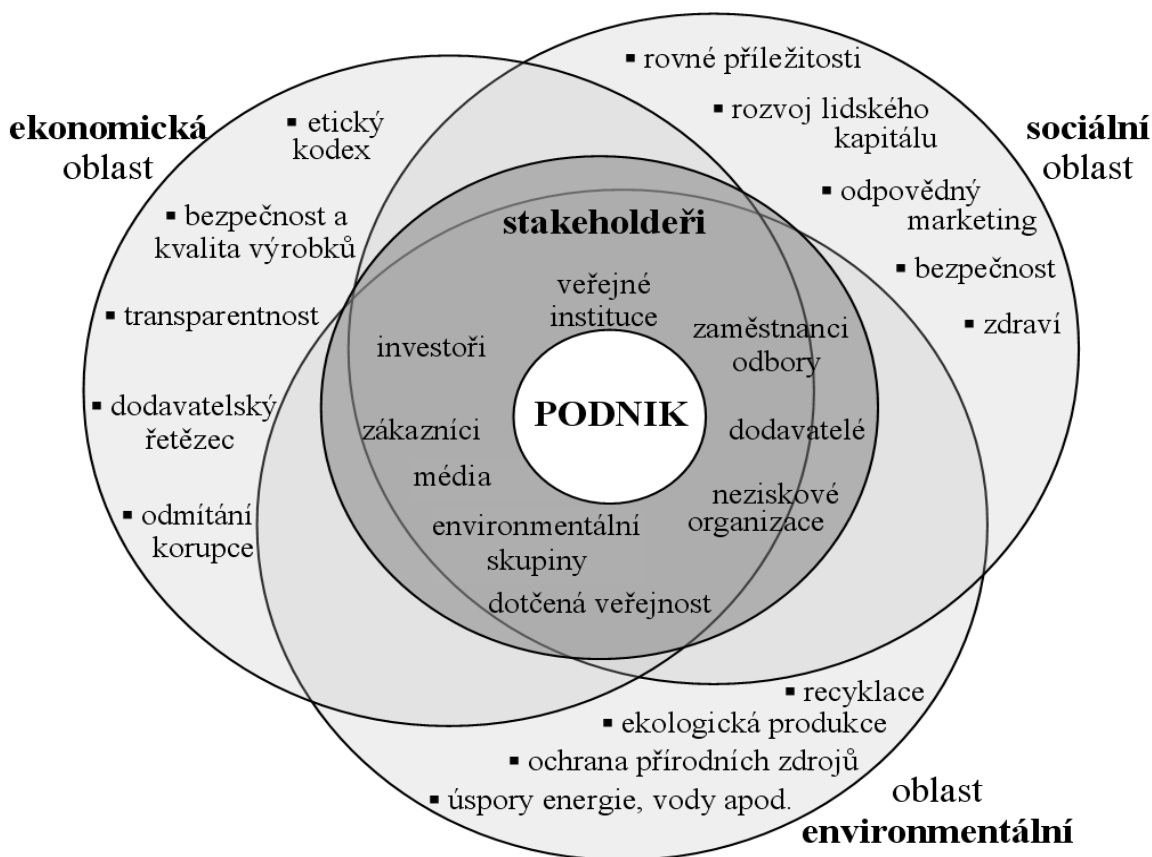 ekonomická
oblast
▪ etický
kodex
▪ bezpečnost a
kvalita výrobků
▪ transparentnost
▪ dodavatelský
řetězec
▪ odmítání
korupce
▪ rovné příležitosti
▪ rozvoj lidského
kapitálu
▪ odpovědný
marketing
▪ bezpečnost
▪ zdraví
sociální
oblast
stakeholdeři
veřejné
instituce
investoři
zaměstnanci
odbory
PODNIK
zákazníci
dodavatelé
média
neziskové
organizace
environmentální
skupiny
dotčená veřejnost
▪ recyklace
▪ ekologická produkce
▪ ochrana přírodních zdrojů
▪ úspory energie, vody apod.
oblast
environmentální